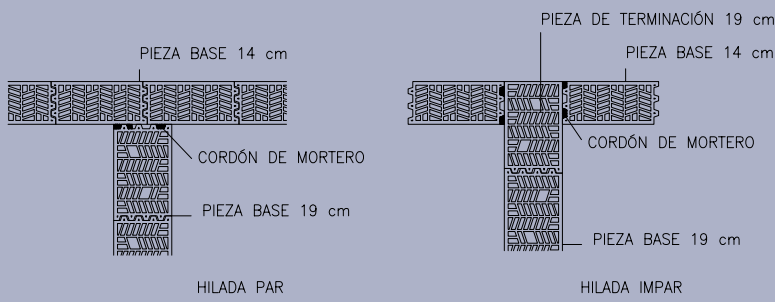 PIEZA BASE 14 cm
CORDÓN DE MORTERO
PIEZA BASE 19 cm
HILADA PAR
PIEZA DE TERMINACIÓN 19 cm
PIEZA BASE 14 cm
CORDÓN DE MORTERO
PIEZA BASE 19 cm
HILADA IMPAR